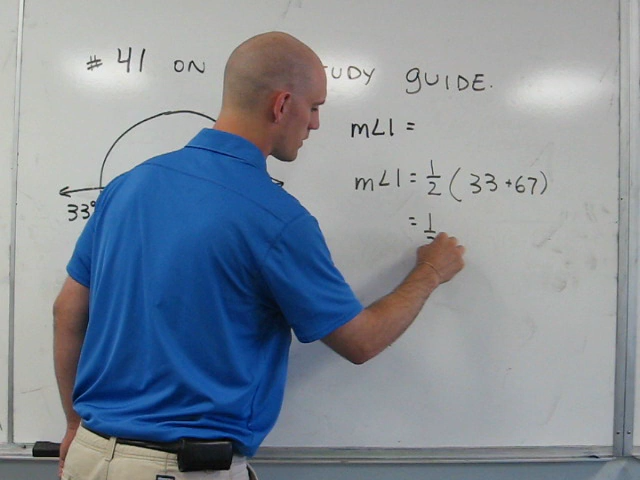 # 41 ON UDY GUIDE.
m∠1 =
m∠1 = 1/2 (33+67)
= 1
33°